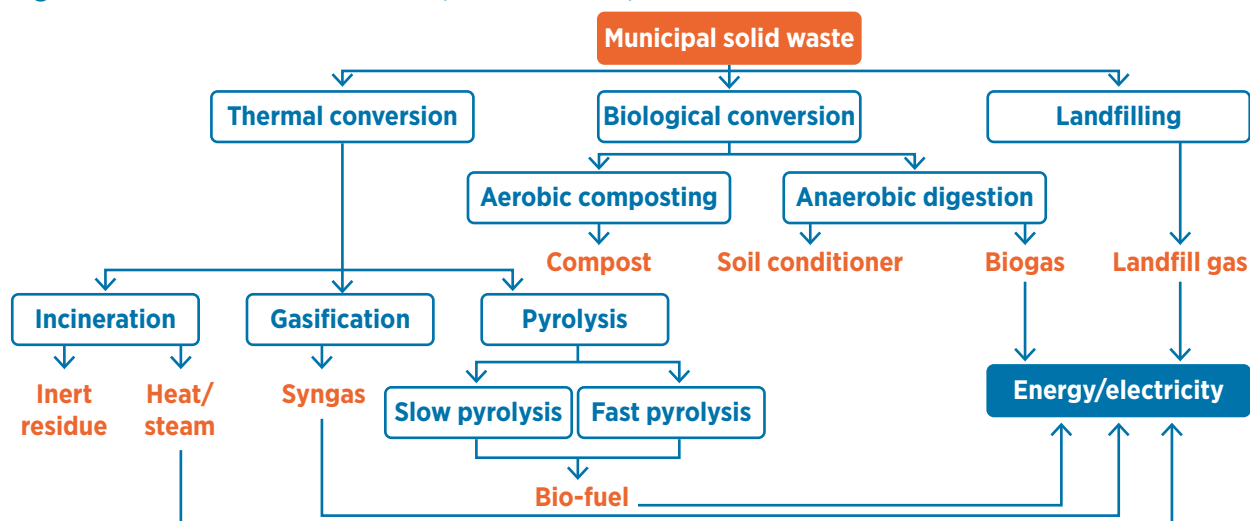 Municipal solid waste
Thermal conversion
Biological conversion
Landfilling
Aerobic composting
Anaerobic digestion
Compost
Soil conditioner
Biogas
Landfill gas
Incineration
Gasification
Pyrolysis
Inert
residue
Heat/
steam
Syngas
Slow pyrolysis
Fast pyrolysis
Energy/electricity
Bio-fuel